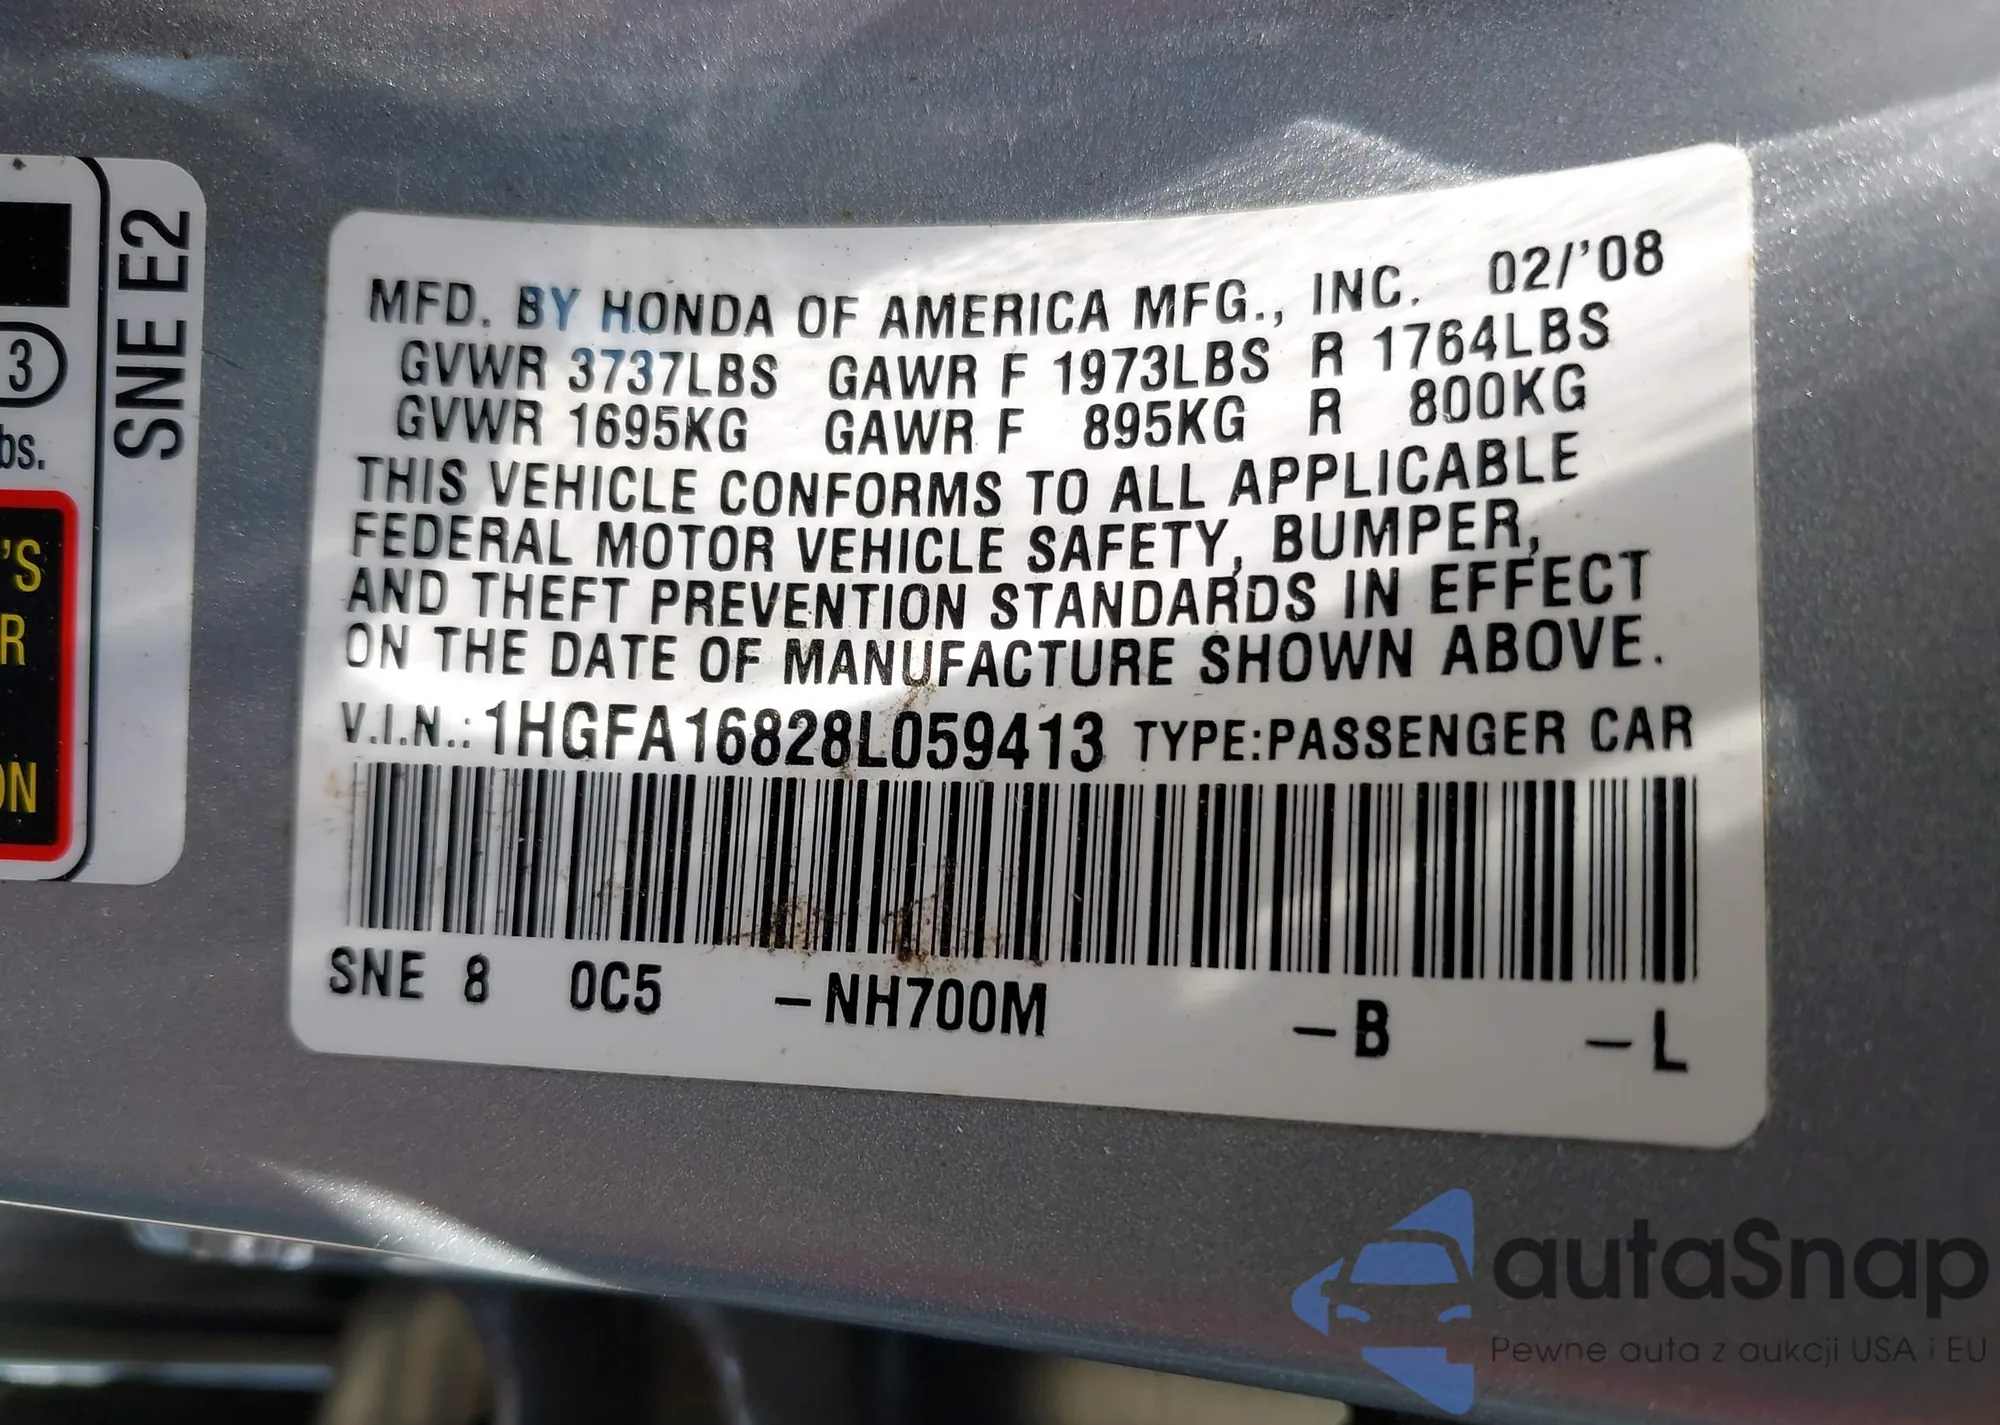 SNE E2
3
bs.
'S
R
ON
MFD. BY HONDA OF AMERICA MFG., INC. 02/'08
GVWR 3737LBS GAWR F 1973LBS R 1764LBS
GVWR 1695KG GAWR F 895KG R 800KG
THIS VEHICLE CONFORMS TO ALL APPLICABLE
FEDERAL MOTOR VEHICLE SAFETY, BUMPER,
AND THEFT PREVENTION STANDARDS IN EFFECT
ON THE DATE OF MANUFACTURE SHOWN ABOVE.
V.I.N.: 1HGFA16828L059413 TYPE:PASSENGER CAR
SNE 8 0C5 -NH700M -B -L
autaSnap
Pewne auta z aukcji USA i EU